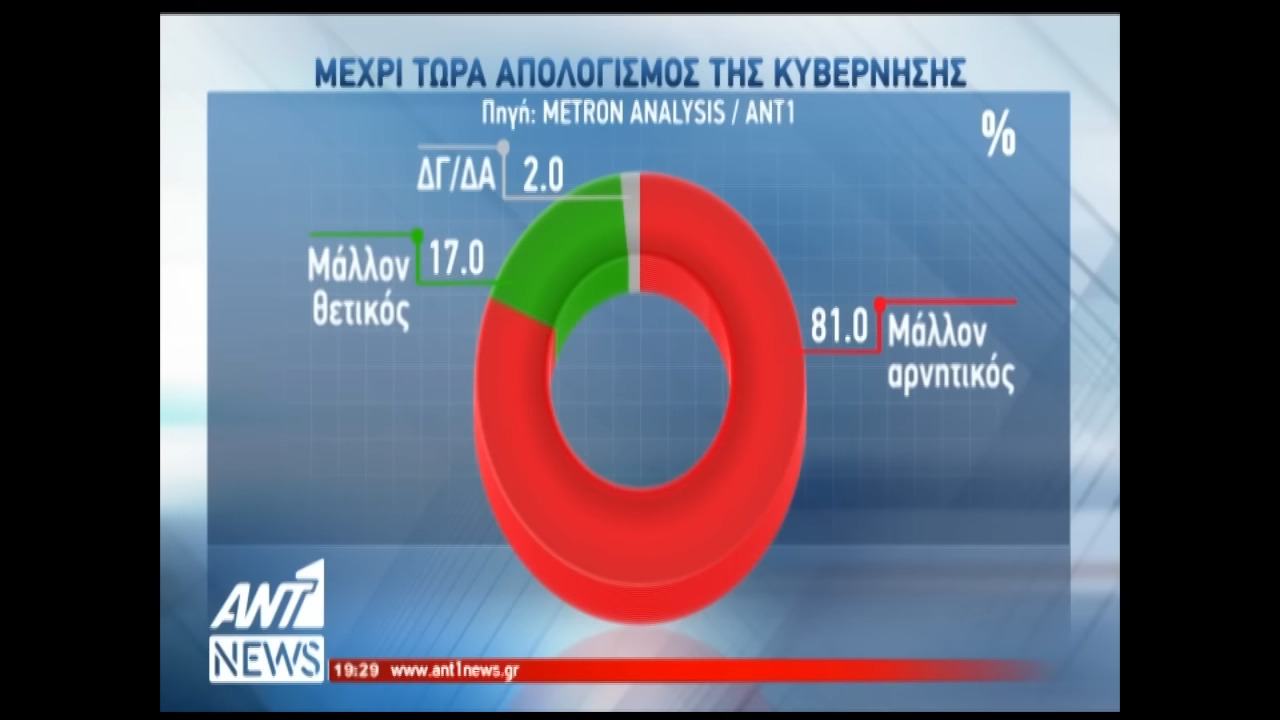 ΜΕΧΡΙ ΤΩΡΑ ΑΠΟΛΟΓΙΣΜΟΣ ΤΗΣ ΚΥΒΕΡΝΗΣΗΣ
Πηγή: METRON ANALYSIS / ANT1
%
ΔΓ/ΔΑ 2.0
Μάλλον θετικός 17.0
81.0 Μάλλον αρνητικός
ANT1
NEWS
19:29 www.ant1news.gr